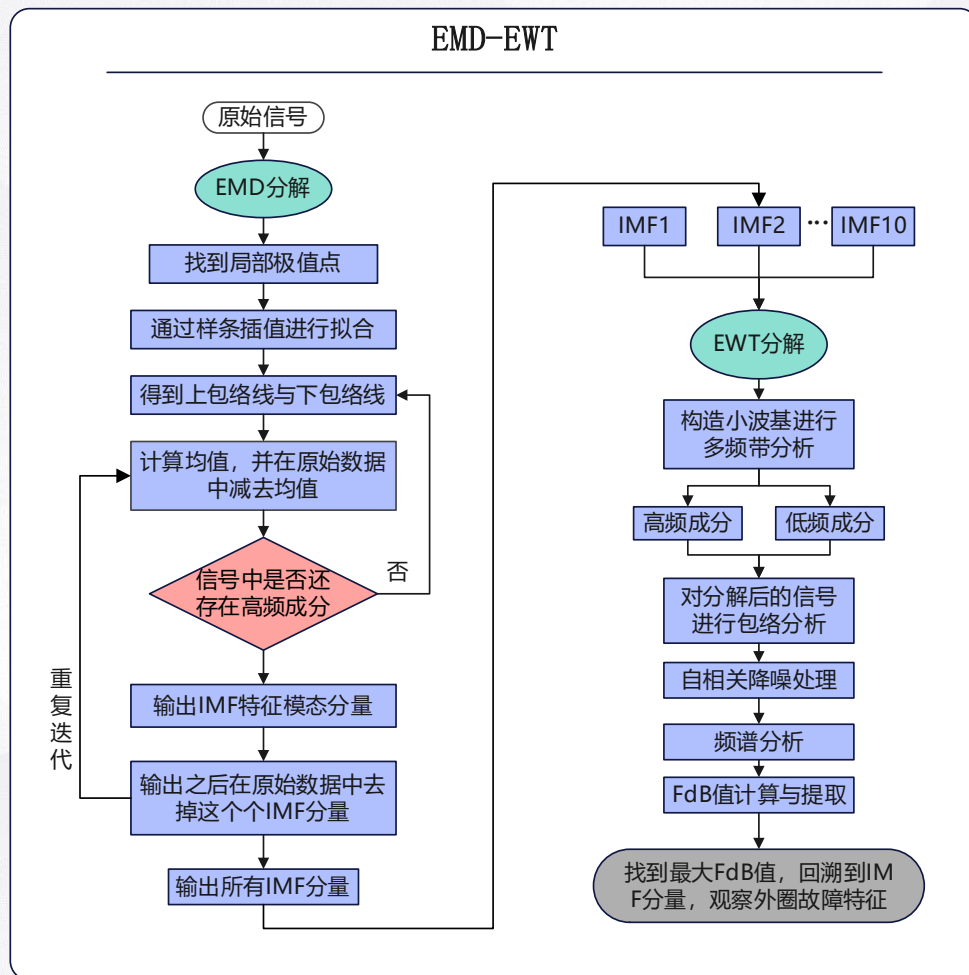 EMD-EWT
原始信号
EMD分解
找到局部极值点
通过样条插值进行拟合
得到上包络线与下包络线
计算均值，并在原始数据
中减去均值
信号中是否还
存在高频成分
否
输出IMF特征模态分量
重
复
迭
代
输出之后在原始数据中去
掉这个个IMF分量
输出所有IMF分量
IMF1
IMF2
···
IMF10
EWT分解
构造小波基进行
多频带分析
高频成分
低频成分
对分解后的信号
进行包络分析
自相关降噪处理
频谱分析
FdB值计算与提取
找到最大FdB值，回溯到IM
F分量，观察外圈故障特征